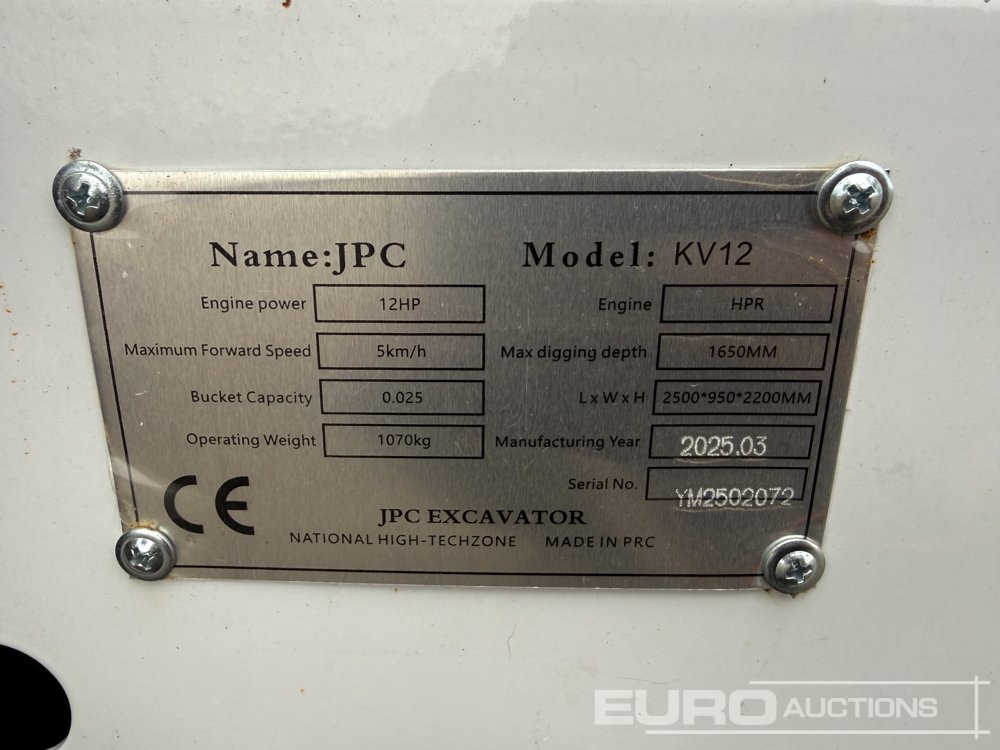 Name:JPC Model: KV12
Engine power 12HP Engine HPR
Maximum Forward Speed 5km/h Max digging depth 1650MM
Bucket Capacity 0.025 LxWxH 2500*950*2200MM
Operating Weight 1070kg Manufacturing Year 2025.03
Serial No. YM2502072
CE
JPC EXCAVATOR
NATIONAL HIGH-TECHZONE MADE IN PRC
EURO AUCTIONS